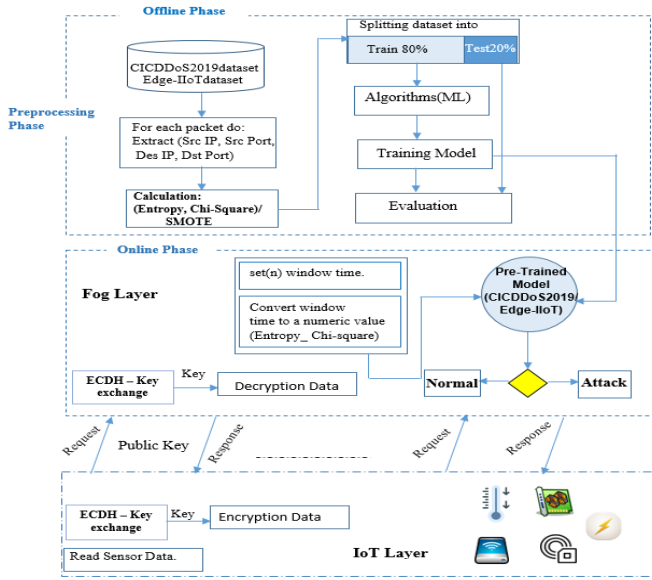 Offline Phase
Splitting dataset into
Train 80%
Test20%
CICDDoS2019dataset
Edge-IIoTdataset
Algorithms(ML)
Preprocessing
Phase
For each packet do:
Extract (Src IP, Src Port,
Des IP, Dst Port)
Training Model
Calculation:
(Entropy, Chi-Square)/
SMOTE
Evaluation
Online Phase
Fog Layer
set(n) window time.
Convert window
time to a numeric value
(Entropy_ Chi-square)
Pre-Trained
Model
(CICDDoS2019/
Edge-IIoT)
ECDH – Key
exchange
Key
Decryption Data
Normal
Attack
Request
Public Key
Response
Request
Response
ECDH – Key
exchange
Key
Encryption Data
Read Sensor Data.
IoT Layer